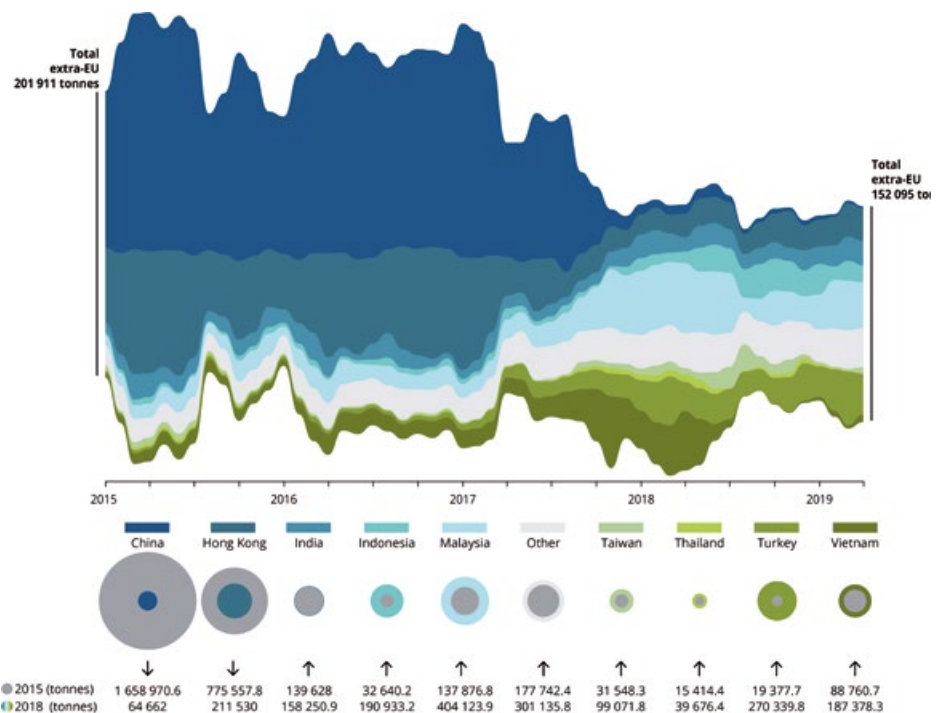 Total
extra-EU
201 911 tonnes
Total
extra-EU
152 095 ton
2015 2016 2017 2018 2019
China Hong Kong India Indonesia Malaysia Other Taiwan Thailand Turkey Vietnam
2015 (tonnes) 1 658 970.6 775 557.8 139 628 32 640.2 137 876.8 177 742.4 31 548.3 15 414.4 19 377.7 88 760.7
2018 (tonnes) 64 662 211 530 158 250.9 190 933.2 404 123.9 301 135.8 99 071.8 39 676.4 270 339.8 187 378.3